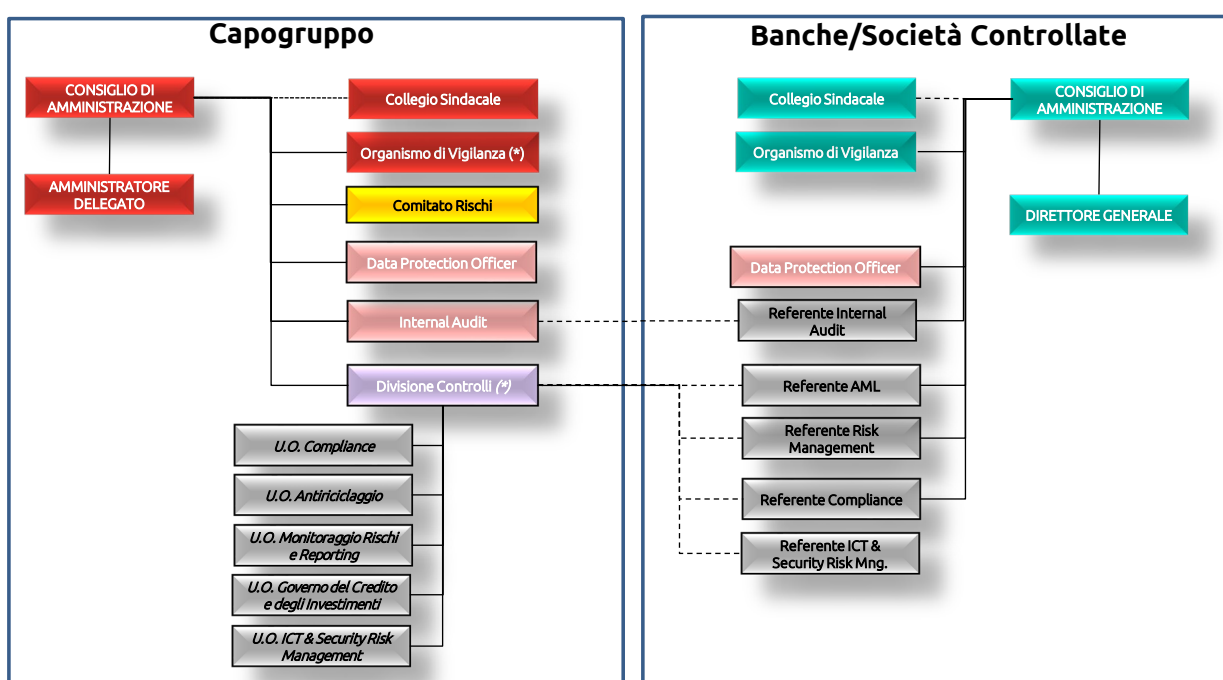 Capogruppo
CONSIGLIO DI
AMMINISTRAZIONE
AMMINISTRATORE
DELEGATO
Collegio Sindacale
Organismo di Vigilanza (*)
Comitato Rischi
Data Protection Officer
Internal Audit
Divisione Controlli (*)
U.O. Compliance
U.O. Antiriciclaggio
U.O. Monitoraggio Rischi
e Reporting
U.O. Governo del Credito
e degli Investimenti
U.O. ICT & Security Risk
Management
Banche/Società Controllate
Collegio Sindacale
Organismo di Vigilanza
CONSIGLIO DI
AMMINISTRAZIONE
DIRETTORE GENERALE
Data Protection Officer
Referente Internal
Audit
Referente AML
Referente Risk
Management
Referente Compliance
Referente ICT &
Security Risk Mng.